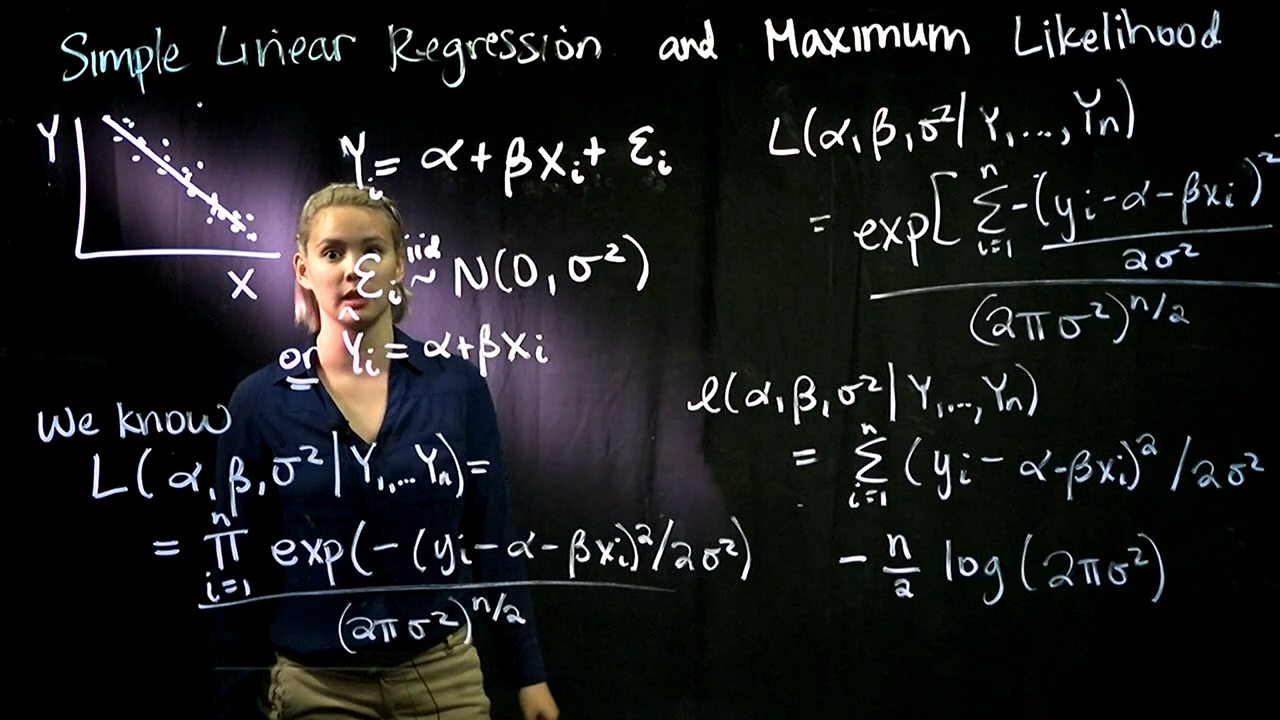 Simple Linear Regression and Maximum Likelihood
Y
X
Yᵢ = α + βxᵢ + εᵢ
εᵢ iid ~ N(0, σ²)
or Ŷᵢ = α+βxᵢ
We know
L(α, β, σ² | Y₁,... Yₙ) =
= ∏ᵢ₌₁ⁿ exp(-(yᵢ-α-βxᵢ)²/2σ²)
(2πσ²)^{n/2}
L(α, β, σ² | Y₁,..., Yₙ)
= exp[ ∑ᵢ₌₁ⁿ -(yᵢ-α-βxᵢ)²
2σ²
(2πσ²)^{n/2}
ℓ(α, β, σ² | Y₁,..., Yₙ)
= ∑ᵢ₌₁ⁿ (yᵢ - α-βxᵢ)² / 2σ²
- n/2 log(2πσ²)